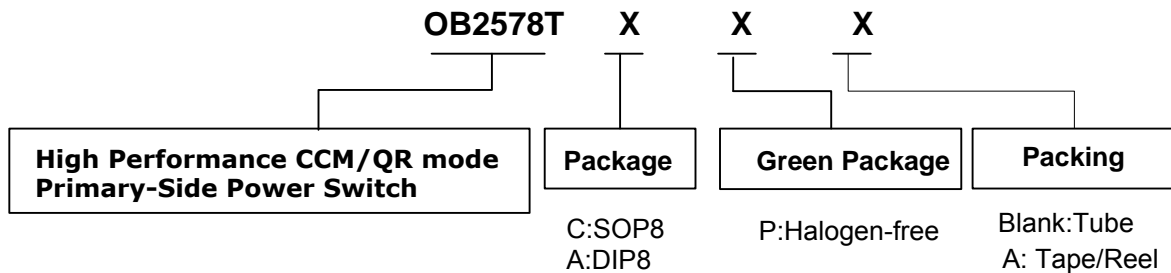 OB2578T X X X
High Performance CCM/QR mode
Primary-Side Power Switch
Package
Green Package
Packing
C:SOP8
A:DIP8
P:Halogen-free
Blank:Tube
A: Tape/Reel